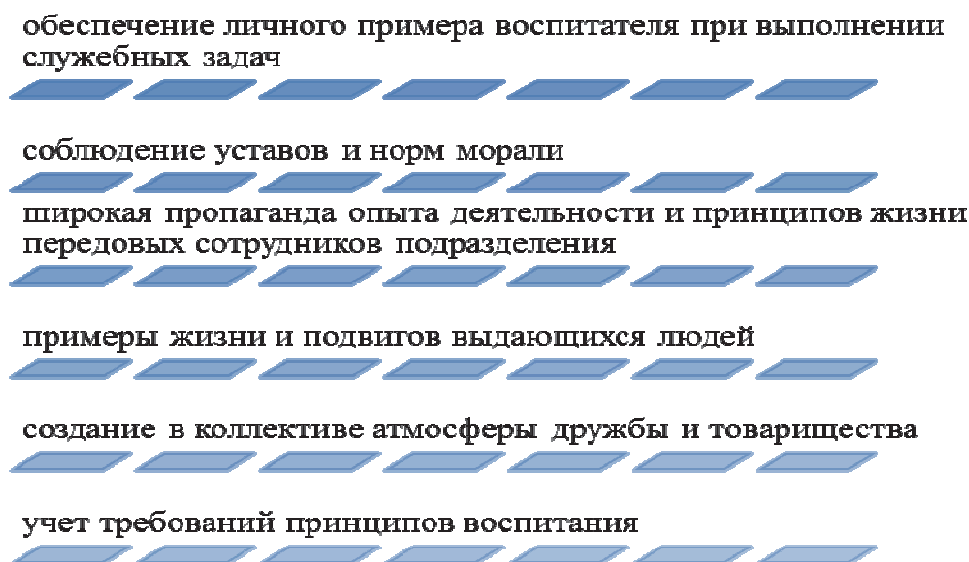 обеспечение личного примера воспитателя при выполнении
служебных задач
соблюдение уставов и норм морали
широкая пропаганда опыта деятельности и принципов жизни
передовых сотрудников подразделения
примеры жизни и подвигов выдающихся людей
создание в коллективе атмосферы дружбы и товарищества
учет требований принципов воспитания